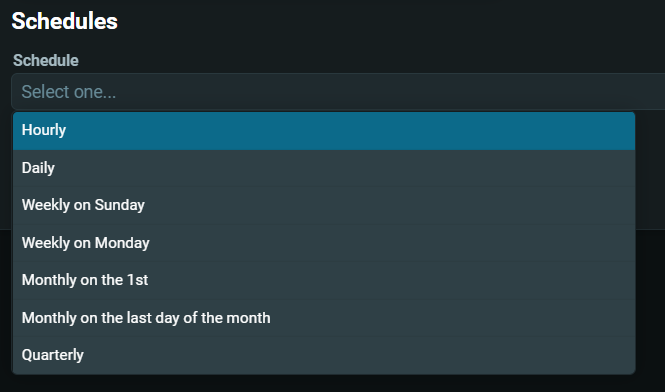 Schedules
Schedule
Select one...
Hourly
Daily
Weekly on Sunday
Weekly on Monday
Monthly on the 1st
Monthly on the last day of the month
Quarterly